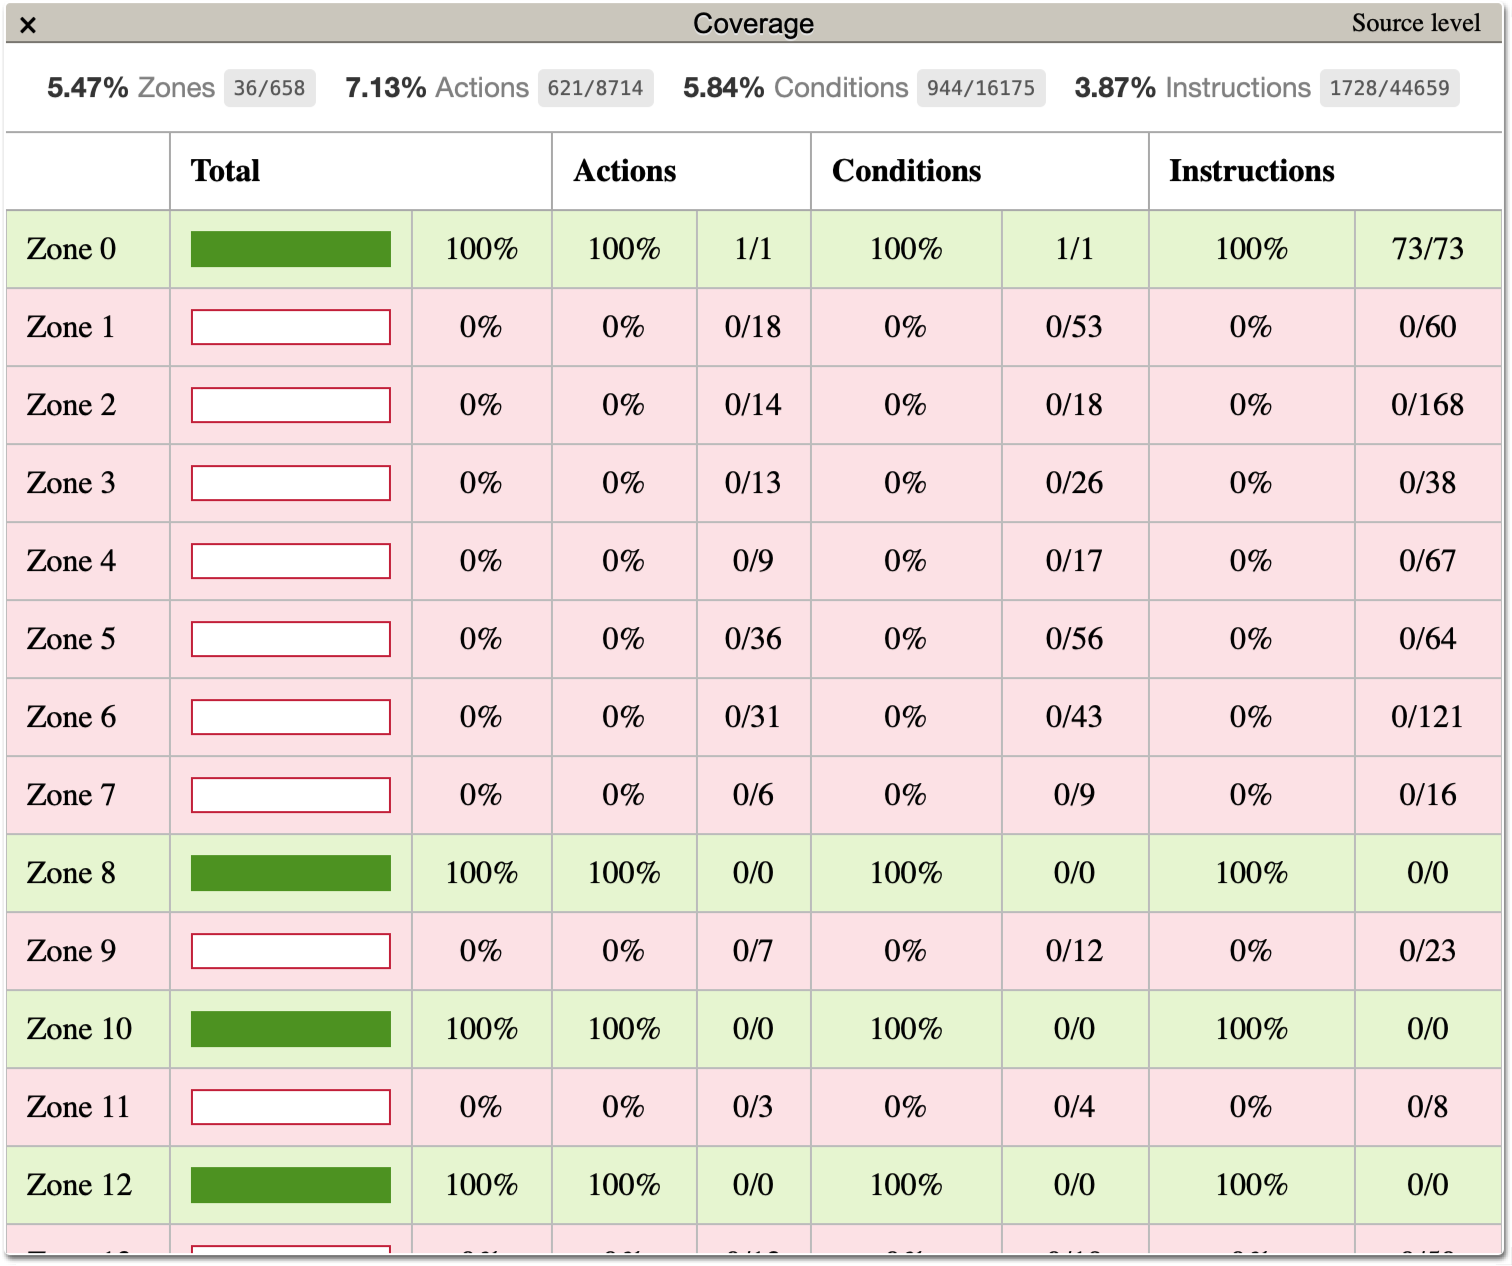 × Coverage Source level
5.47% Zones 36/658 7.13% Actions 621/8714 5.84% Conditions 944/16175 3.87% Instructions 1728/44659
Total Actions Conditions Instructions
Zone 0 100% 100% 1/1 100% 1/1 100% 73/73
Zone 1 0% 0% 0/18 0% 0/53 0% 0/60
Zone 2 0% 0% 0/14 0% 0/18 0% 0/168
Zone 3 0% 0% 0/13 0% 0/26 0% 0/38
Zone 4 0% 0% 0/9 0% 0/17 0% 0/67
Zone 5 0% 0% 0/36 0% 0/56 0% 0/64
Zone 6 0% 0% 0/31 0% 0/43 0% 0/121
Zone 7 0% 0% 0/6 0% 0/9 0% 0/16
Zone 8 100% 100% 0/0 100% 0/0 100% 0/0
Zone 9 0% 0% 0/7 0% 0/12 0% 0/23
Zone 10 100% 100% 0/0 100% 0/0 100% 0/0
Zone 11 0% 0% 0/3 0% 0/4 0% 0/8
Zone 12 100% 100% 0/0 100% 0/0 100% 0/0